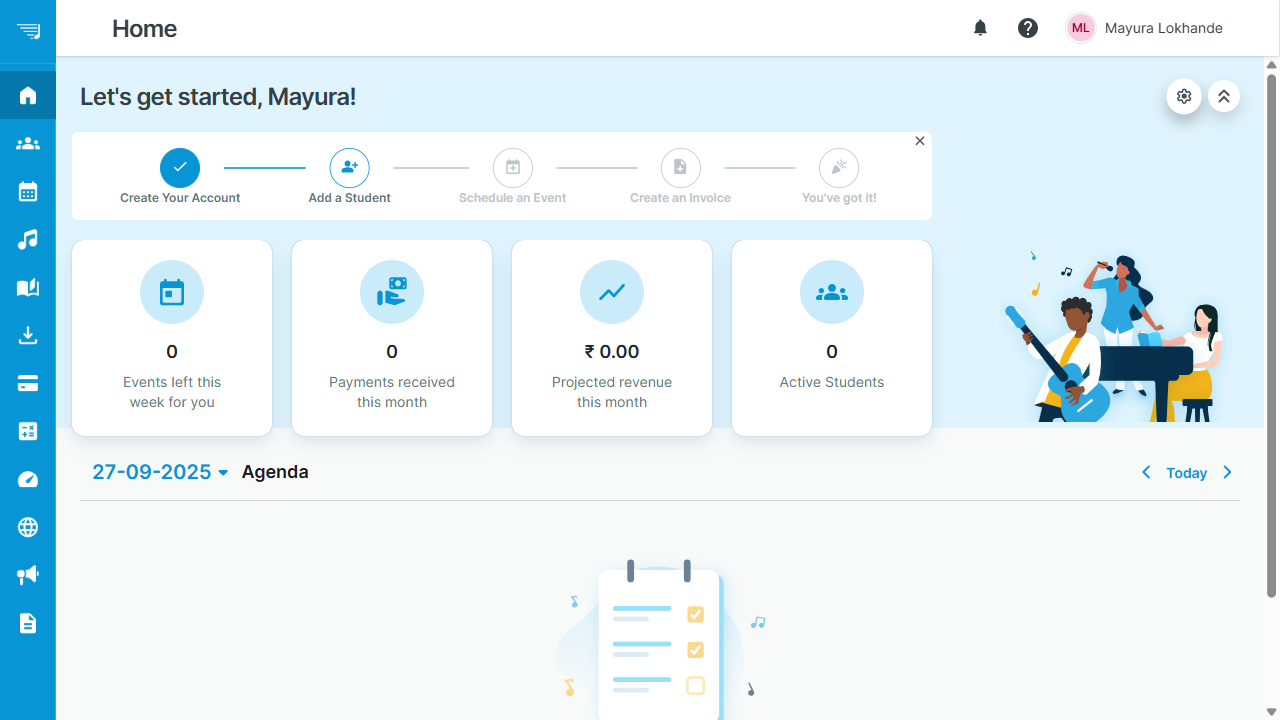 Home
ML
Mayura Lokhande
Let's get started, Mayura!
Create Your Account
Add a Student
Schedule an Event
Create an Invoice
You've got it!
0
Events left this
week for you
0
Payments received
this month
₹ 0.00
Projected revenue
this month
0
Active Students
27-09-2025 Agenda
Today